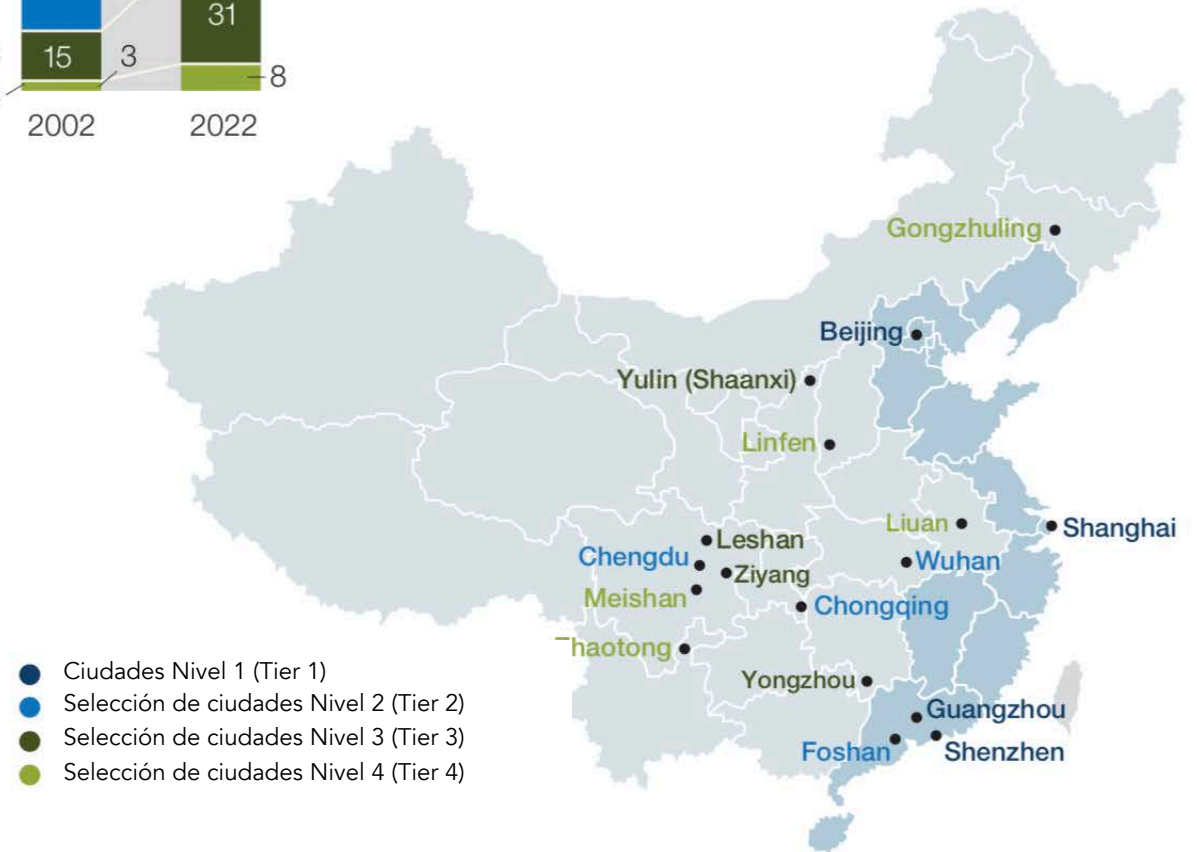 31
15
3
8
2002
2022
Gongzhuling
Beijing
Yulin (Shaanxi)
Linfen
Liuan
Shanghai
Leshan
Chengdu
Wuhan
Ziyang
Meishan
Chongqing
haotong
Yongzhou
Guangzhou
Foshan
Shenzhen
Ciudades Nivel 1 (Tier 1)
Selección de ciudades Nivel 2 (Tier 2)
Selección de ciudades Nivel 3 (Tier 3)
Selección de ciudades Nivel 4 (Tier 4)